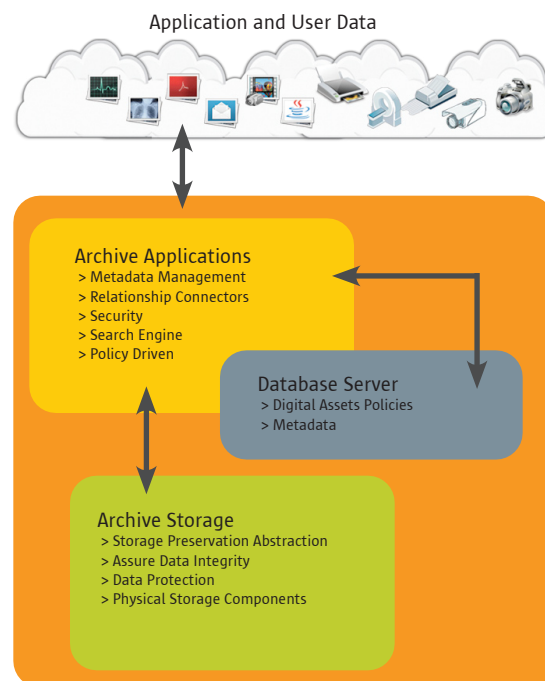 Application and User Data
Archive Applications
> Metadata Management
> Relationship Connectors
> Security
> Search Engine
> Policy Driven
Database Server
> Digital Assets Policies
> Metadata
Archive Storage
> Storage Preservation Abstraction
> Assure Data Integrity
> Data Protection
> Physical Storage Components